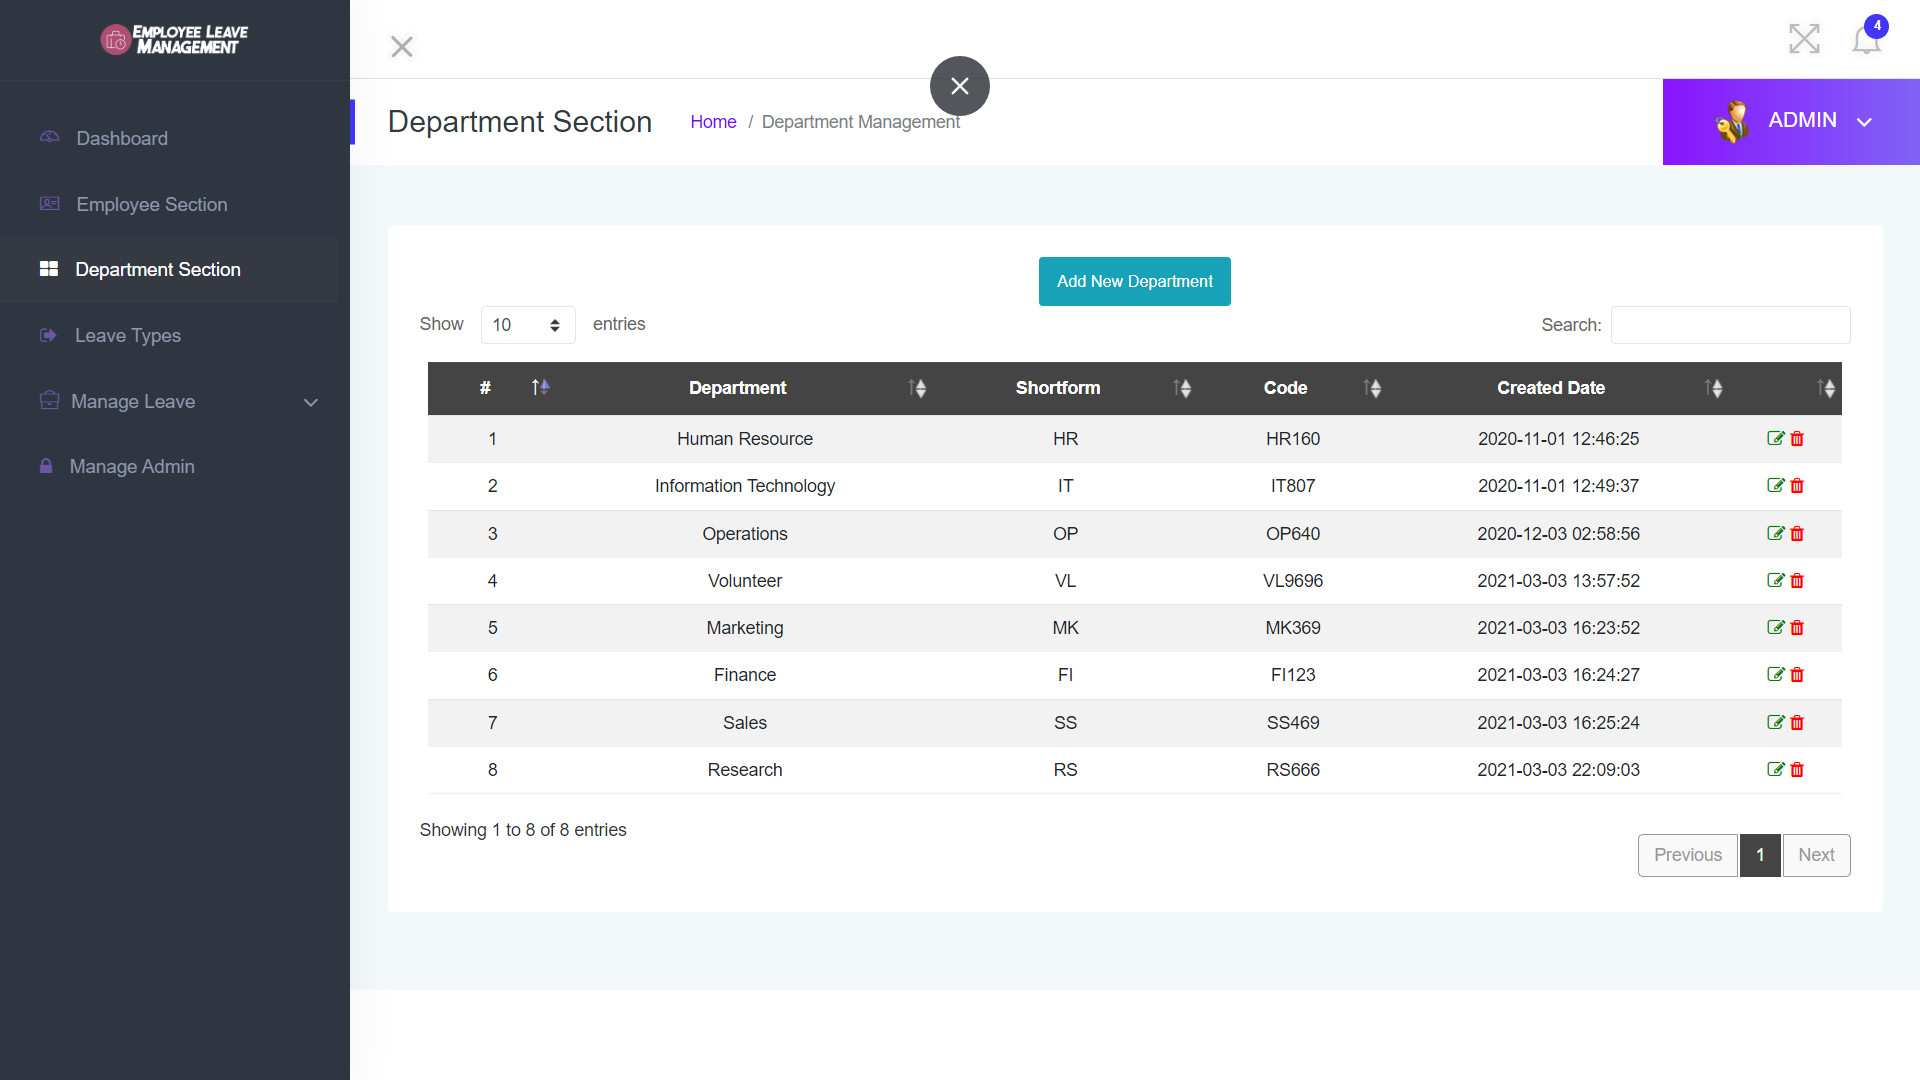 EMPLOYEE LEAVE
MANAGEMENT
4
Dashboard
Employee Section
Department Section
Leave Types
Manage Leave
Manage Admin
Department Section
Home / Department Management
ADMIN
Add New Department
Show 10 entries
Search:
# Department Shortform Code Created Date
1 Human Resource HR HR160 2020-11-01 12:46:25
2 Information Technology IT IT807 2020-11-01 12:49:37
3 Operations OP OP640 2020-12-03 02:58:56
4 Volunteer VL VL9696 2021-03-03 13:57:52
5 Marketing MK MK369 2021-03-03 16:23:52
6 Finance FI FI123 2021-03-03 16:24:27
7 Sales SS SS469 2021-03-03 16:25:24
8 Research RS RS666 2021-03-03 22:09:03
Showing 1 to 8 of 8 entries
Previous 1 Next